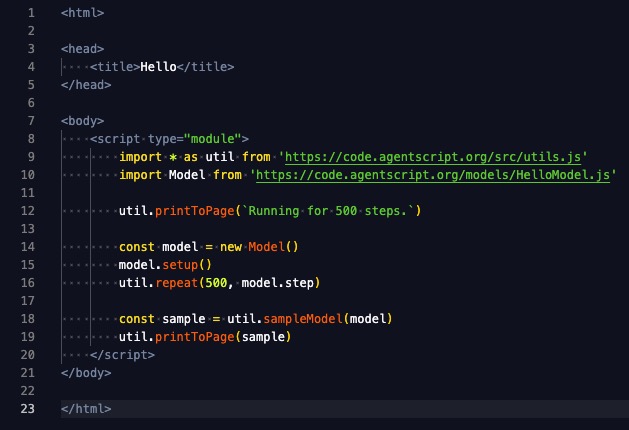 1 <html>
2
3 <head>
4     <title>Hello</title>
5 </head>
6
7 <body>
8     <script type="module">
9         import * as util from 'https://code.agentscript.org/src/utils.js'
10         import Model from 'https://code.agentscript.org/models/HelloModel.js'
11
12         util.printToPage(`Running for 500 steps.`)
13
14         const model = new Model()
15         model.setup()
16         util.repeat(500, model.step)
17
18         const sample = util.sampleModel(model)
19         util.printToPage(sample)
20     </script>
21 </body>
22
23 </html>